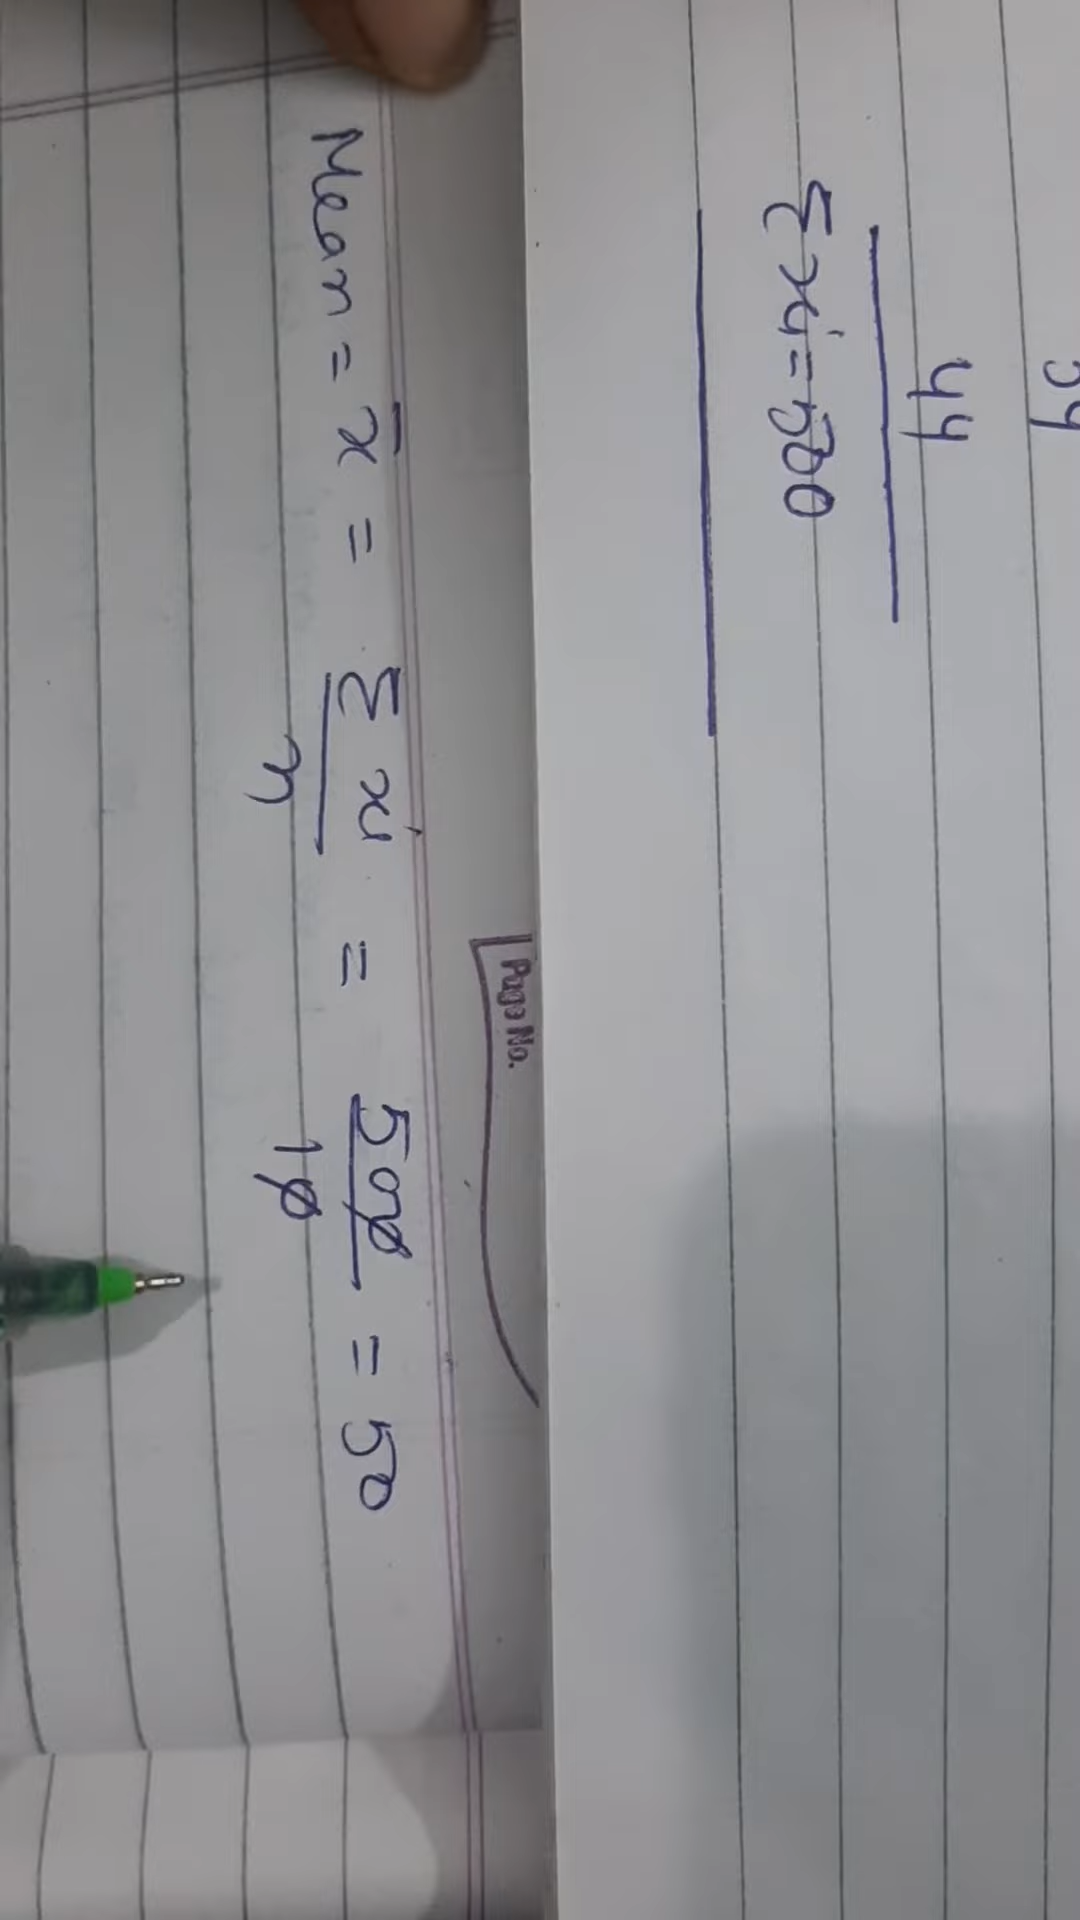 44
Σxi=500
Page No.
Mean = x̄ = Σxi/n = 500/10 = 50